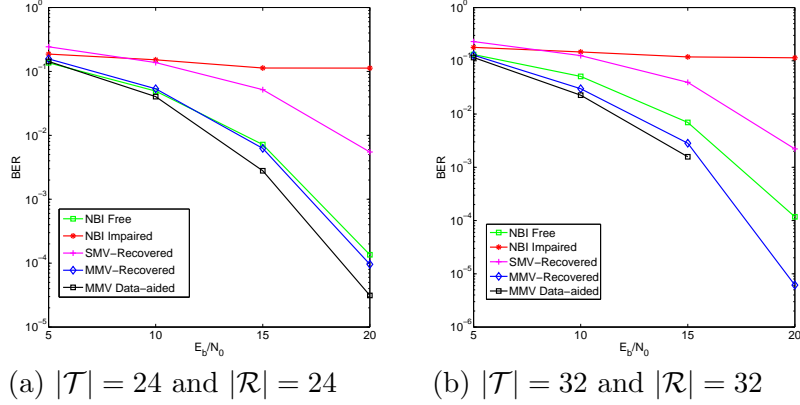 10^0
10^-1
10^-2
10^-3
10^-4
10^-5
BER
5
10
15
20
E_b/N_0
NBI Free
NBI Impaired
SMV-Recovered
MMV-Recovered
MMV Data-aided
(a) |𝒯| = 24 and |ℛ| = 24
10^0
10^-1
10^-2
10^-3
10^-4
10^-5
10^-6
BER
5
10
15
20
E_b/N_0
NBI Free
NBI Impaired
SMV-Recovered
MMV-Recovered
MMV Data-aided
(b) |𝒯| = 32 and |ℛ| = 32